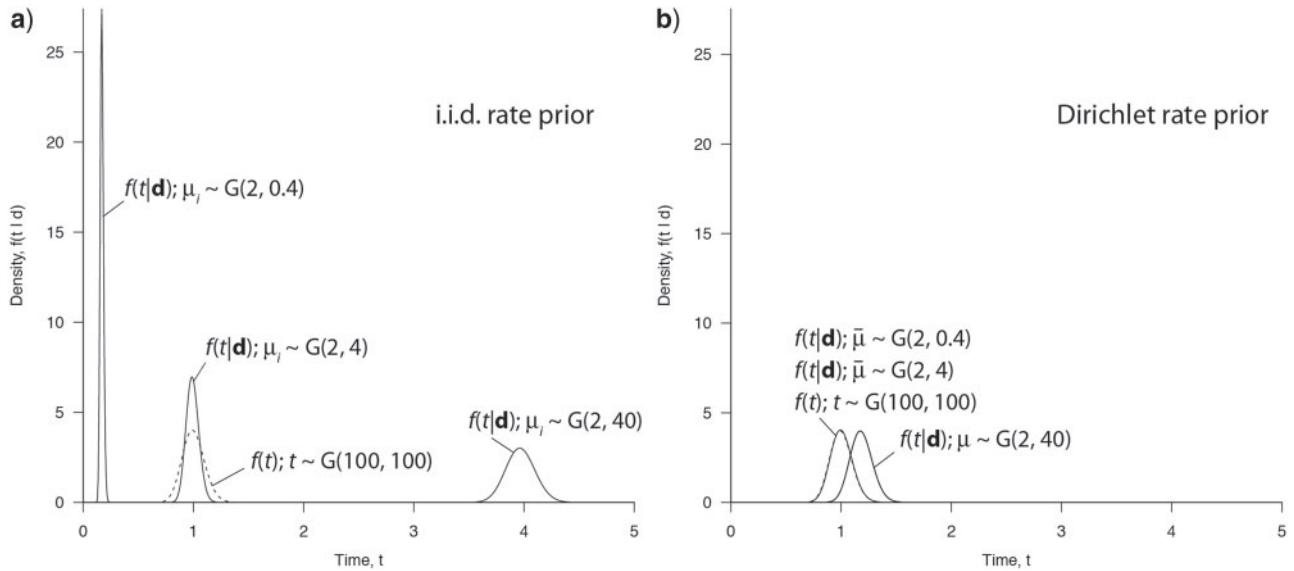 a)
25
20
15
10
5
0
Density, f(t | d)
i.i.d. rate prior
f(t|d); μi ~ G(2, 0.4)
f(t|d); μi ~ G(2, 4)
f(t|d); μi ~ G(2, 40)
f(t); t ~ G(100, 100)
0 1 2 3 4 5
Time, t
b)
25
20
15
10
5
0
Density, f(t | d)
Dirichlet rate prior
f(t|d); μ̄ ~ G(2, 0.4)
f(t|d); μ̄ ~ G(2, 4)
f(t); t ~ G(100, 100)
f(t|d); μ ~ G(2, 40)
0 1 2 3 4 5
Time, t